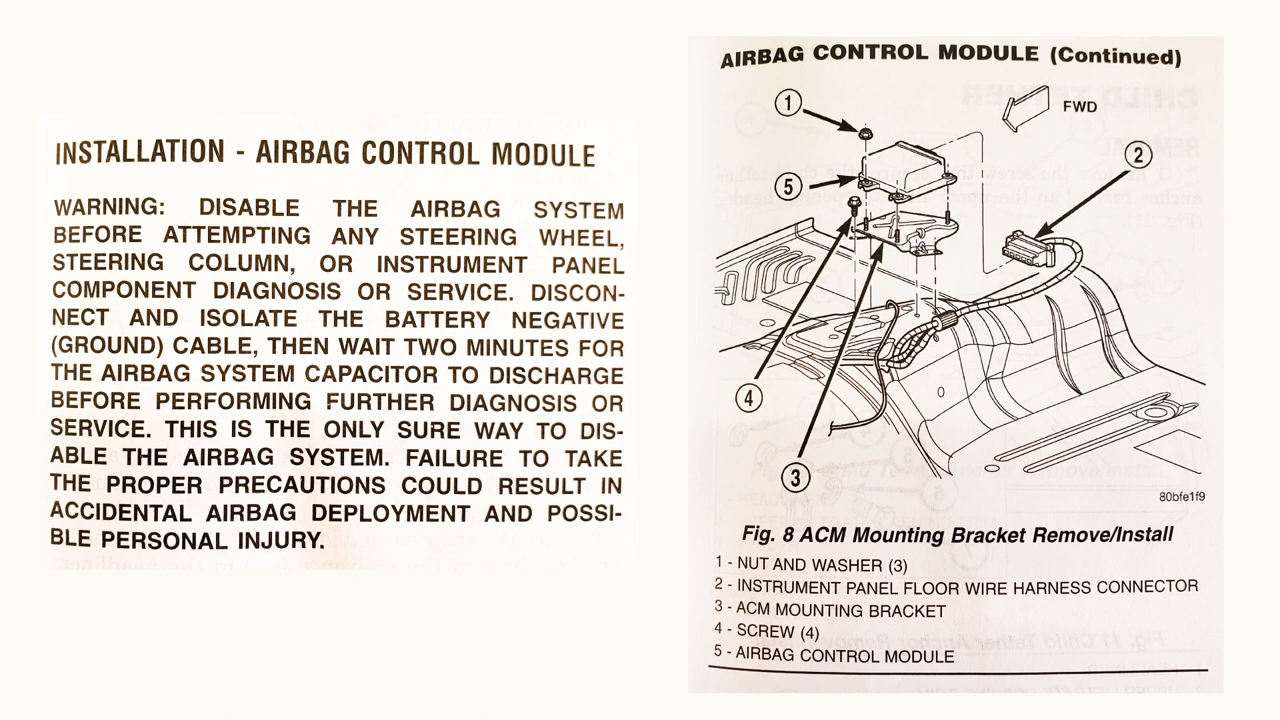 INSTALLATION - AIRBAG CONTROL MODULE
WARNING: DISABLE THE AIRBAG SYSTEM
BEFORE ATTEMPTING ANY STEERING WHEEL,
STEERING COLUMN, OR INSTRUMENT PANEL
COMPONENT DIAGNOSIS OR SERVICE. DISCON-
NECT AND ISOLATE THE BATTERY NEGATIVE
(GROUND) CABLE, THEN WAIT TWO MINUTES FOR
THE AIRBAG SYSTEM CAPACITOR TO DISCHARGE
BEFORE PERFORMING FURTHER DIAGNOSIS OR
SERVICE. THIS IS THE ONLY SURE WAY TO DIS-
ABLE THE AIRBAG SYSTEM. FAILURE TO TAKE
THE PROPER PRECAUTIONS COULD RESULT IN
ACCIDENTAL AIRBAG DEPLOYMENT AND POSSI-
BLE PERSONAL INJURY.
AIRBAG CONTROL MODULE (Continued)
1
FWD
2
5
4
3
80bfe1f9
Fig. 8 ACM Mounting Bracket Remove/Install
1 - NUT AND WASHER (3)
2 - INSTRUMENT PANEL FLOOR WIRE HARNESS CONNECTOR
3 - ACM MOUNTING BRACKET
4 - SCREW (4)
5 - AIRBAG CONTROL MODULE